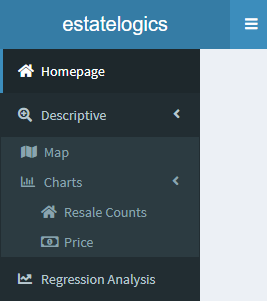 estatelogics
Homepage
Descriptive
Map
Charts
Resale Counts
Price
Regression Analysis